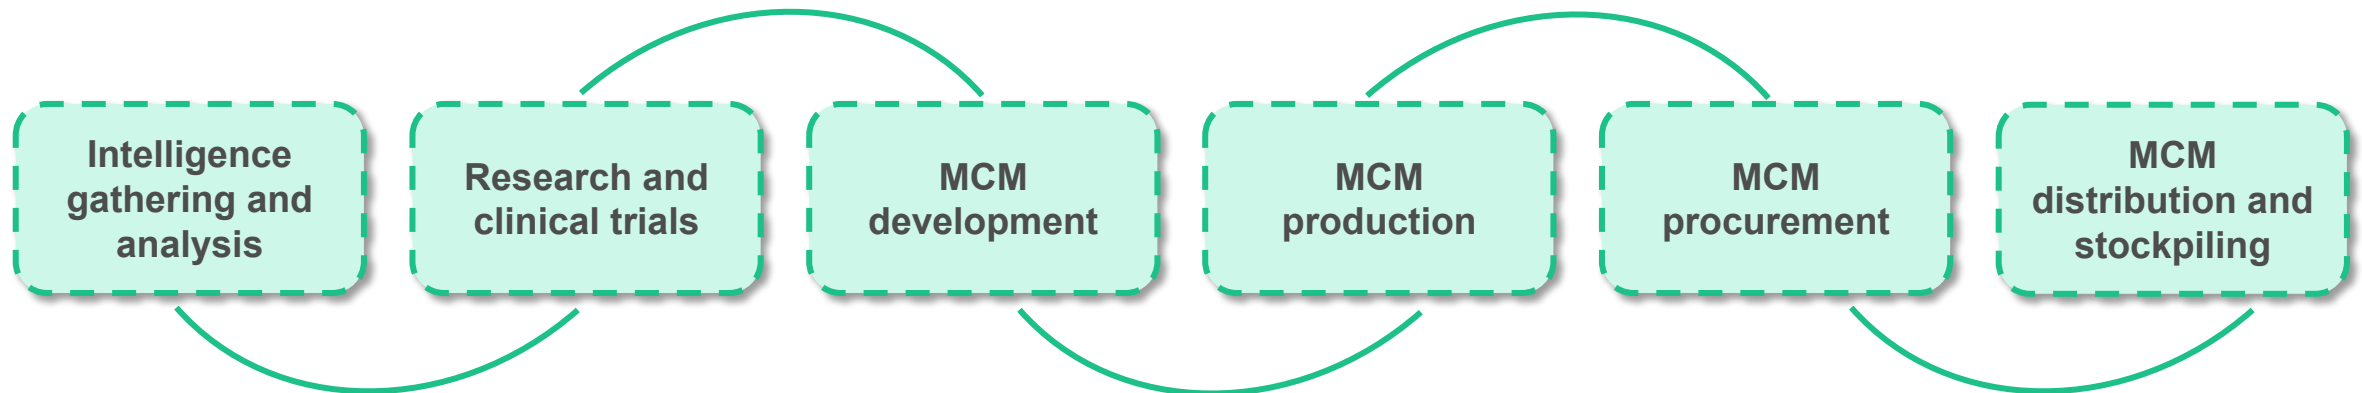 Intelligence
gathering and
analysis
Research and
clinical trials
MCM
development
MCM
production
MCM
procurement
MCM
distribution and
stockpiling